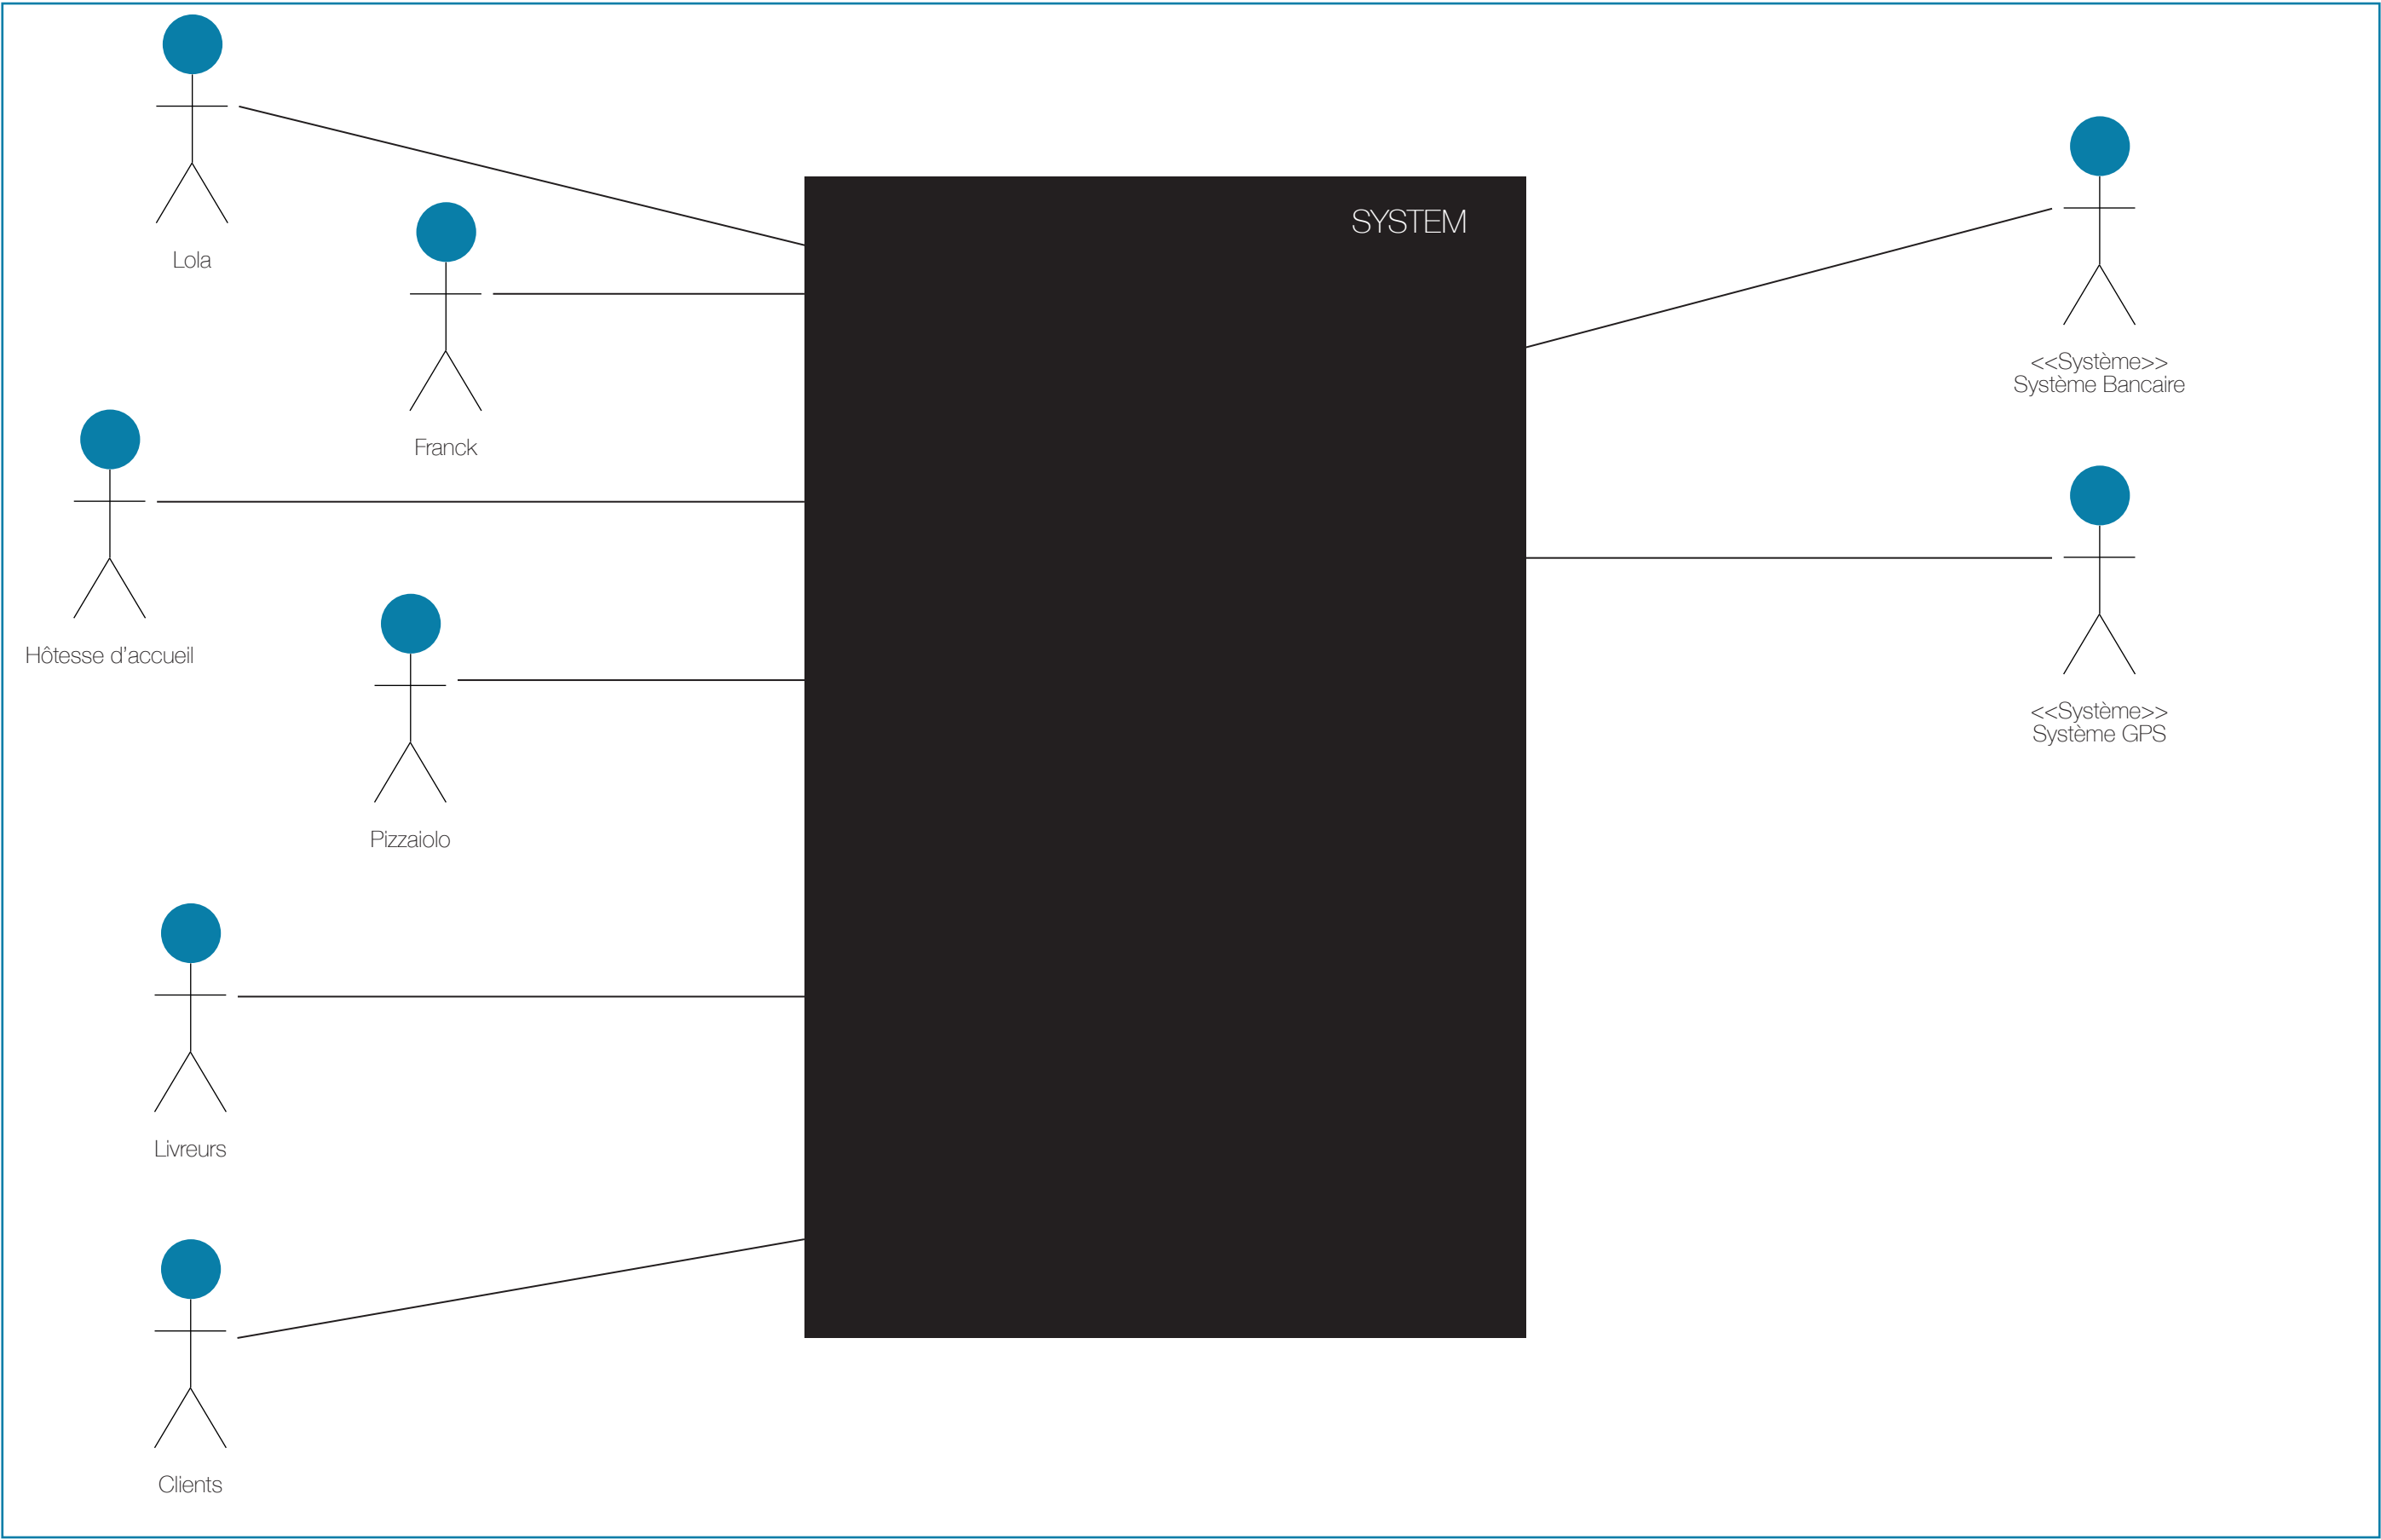 Lola
SYSTEM
Franck
<<Système>>
Système Bancaire
Hôtesse d'accueil
<<Système>>
Système GPS
Pizzaiolo
Livreurs
Clients